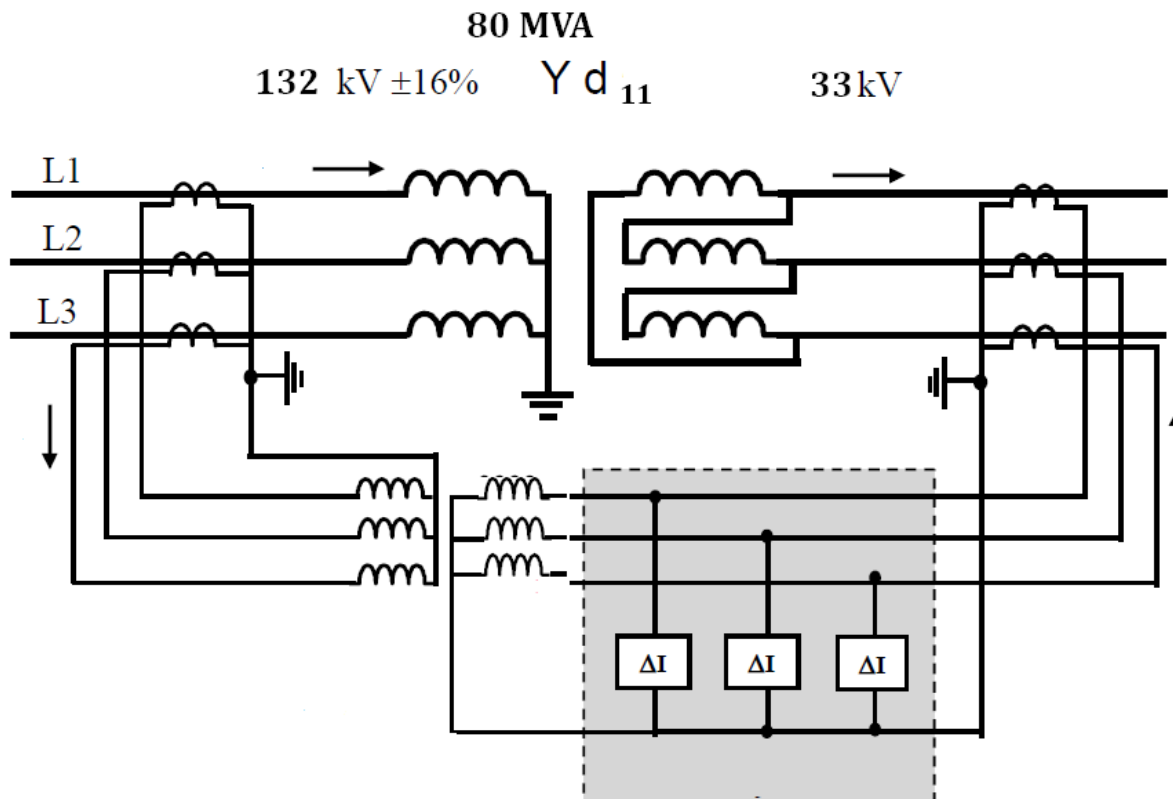 80 MVA
132 kV ±16% Y d 11 33kV
L1
L2
L3
ΔI ΔI ΔI